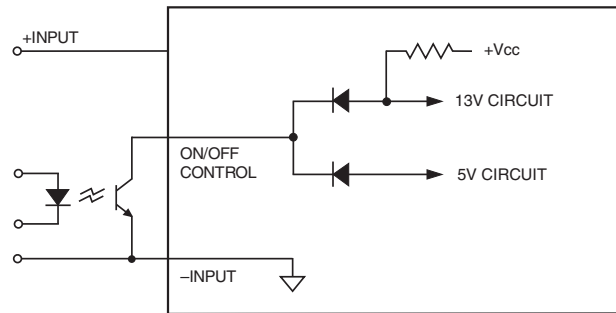 +INPUT
+Vcc
13V CIRCUIT
ON/OFF
CONTROL
5V CIRCUIT
–INPUT